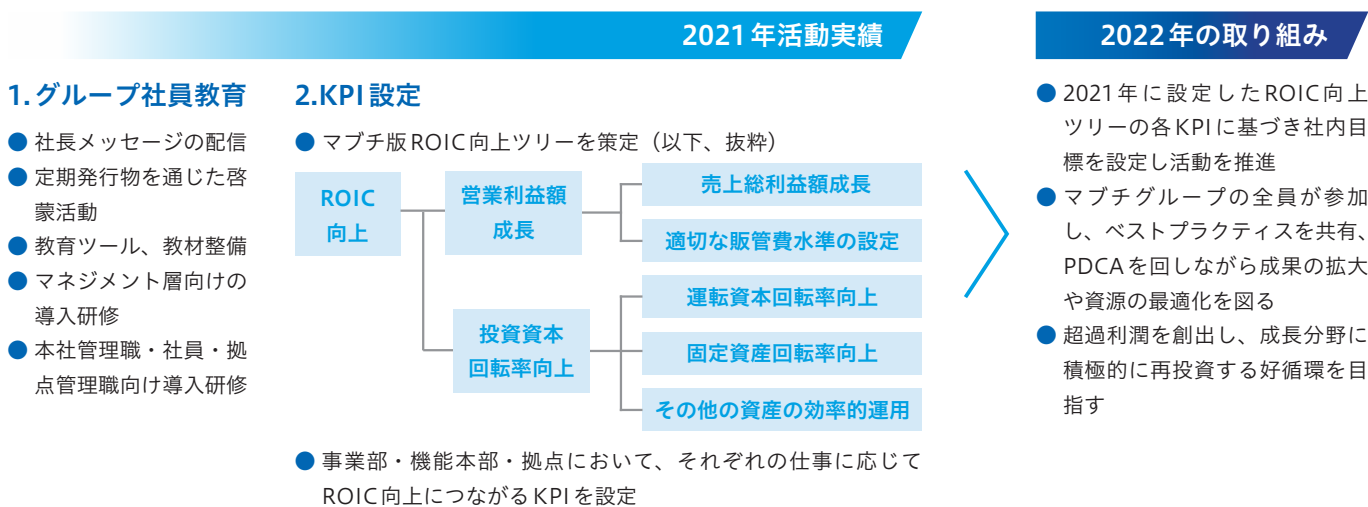 2021年活動実績
1.グループ社員教育
● 社長メッセージの配信
● 定期発行物を通じた啓
蒙活動
● 教育ツール、教材整備
● マネジメント層向けの
導入研修
● 本社管理職・社員・拠
点管理職向け導入研修
2.KPI設定
● マブチ版ROIC向上ツリーを策定（以下、抜粋）
ROIC
向上
営業利益額
成長
売上総利益額成長
適切な販管費水準の設定
投資資本
回転率向上
運転資本回転率向上
固定資産回転率向上
その他の資産の効率的運用
● 事業部・機能本部・拠点において、それぞれの仕事に応じて
ROIC向上につながるKPIを設定
2022年の取り組み
● 2021年に設定したROIC向上
ツリーの各KPIに基づき社内目
標を設定し活動を推進
● マブチグループの全員が参加
し、ベストプラクティスを共有、
PDCAを回しながら成果の拡大
や資源の最適化を図る
● 超過利潤を創出し、成長分野に
積極的に再投資する好循環を目
指す